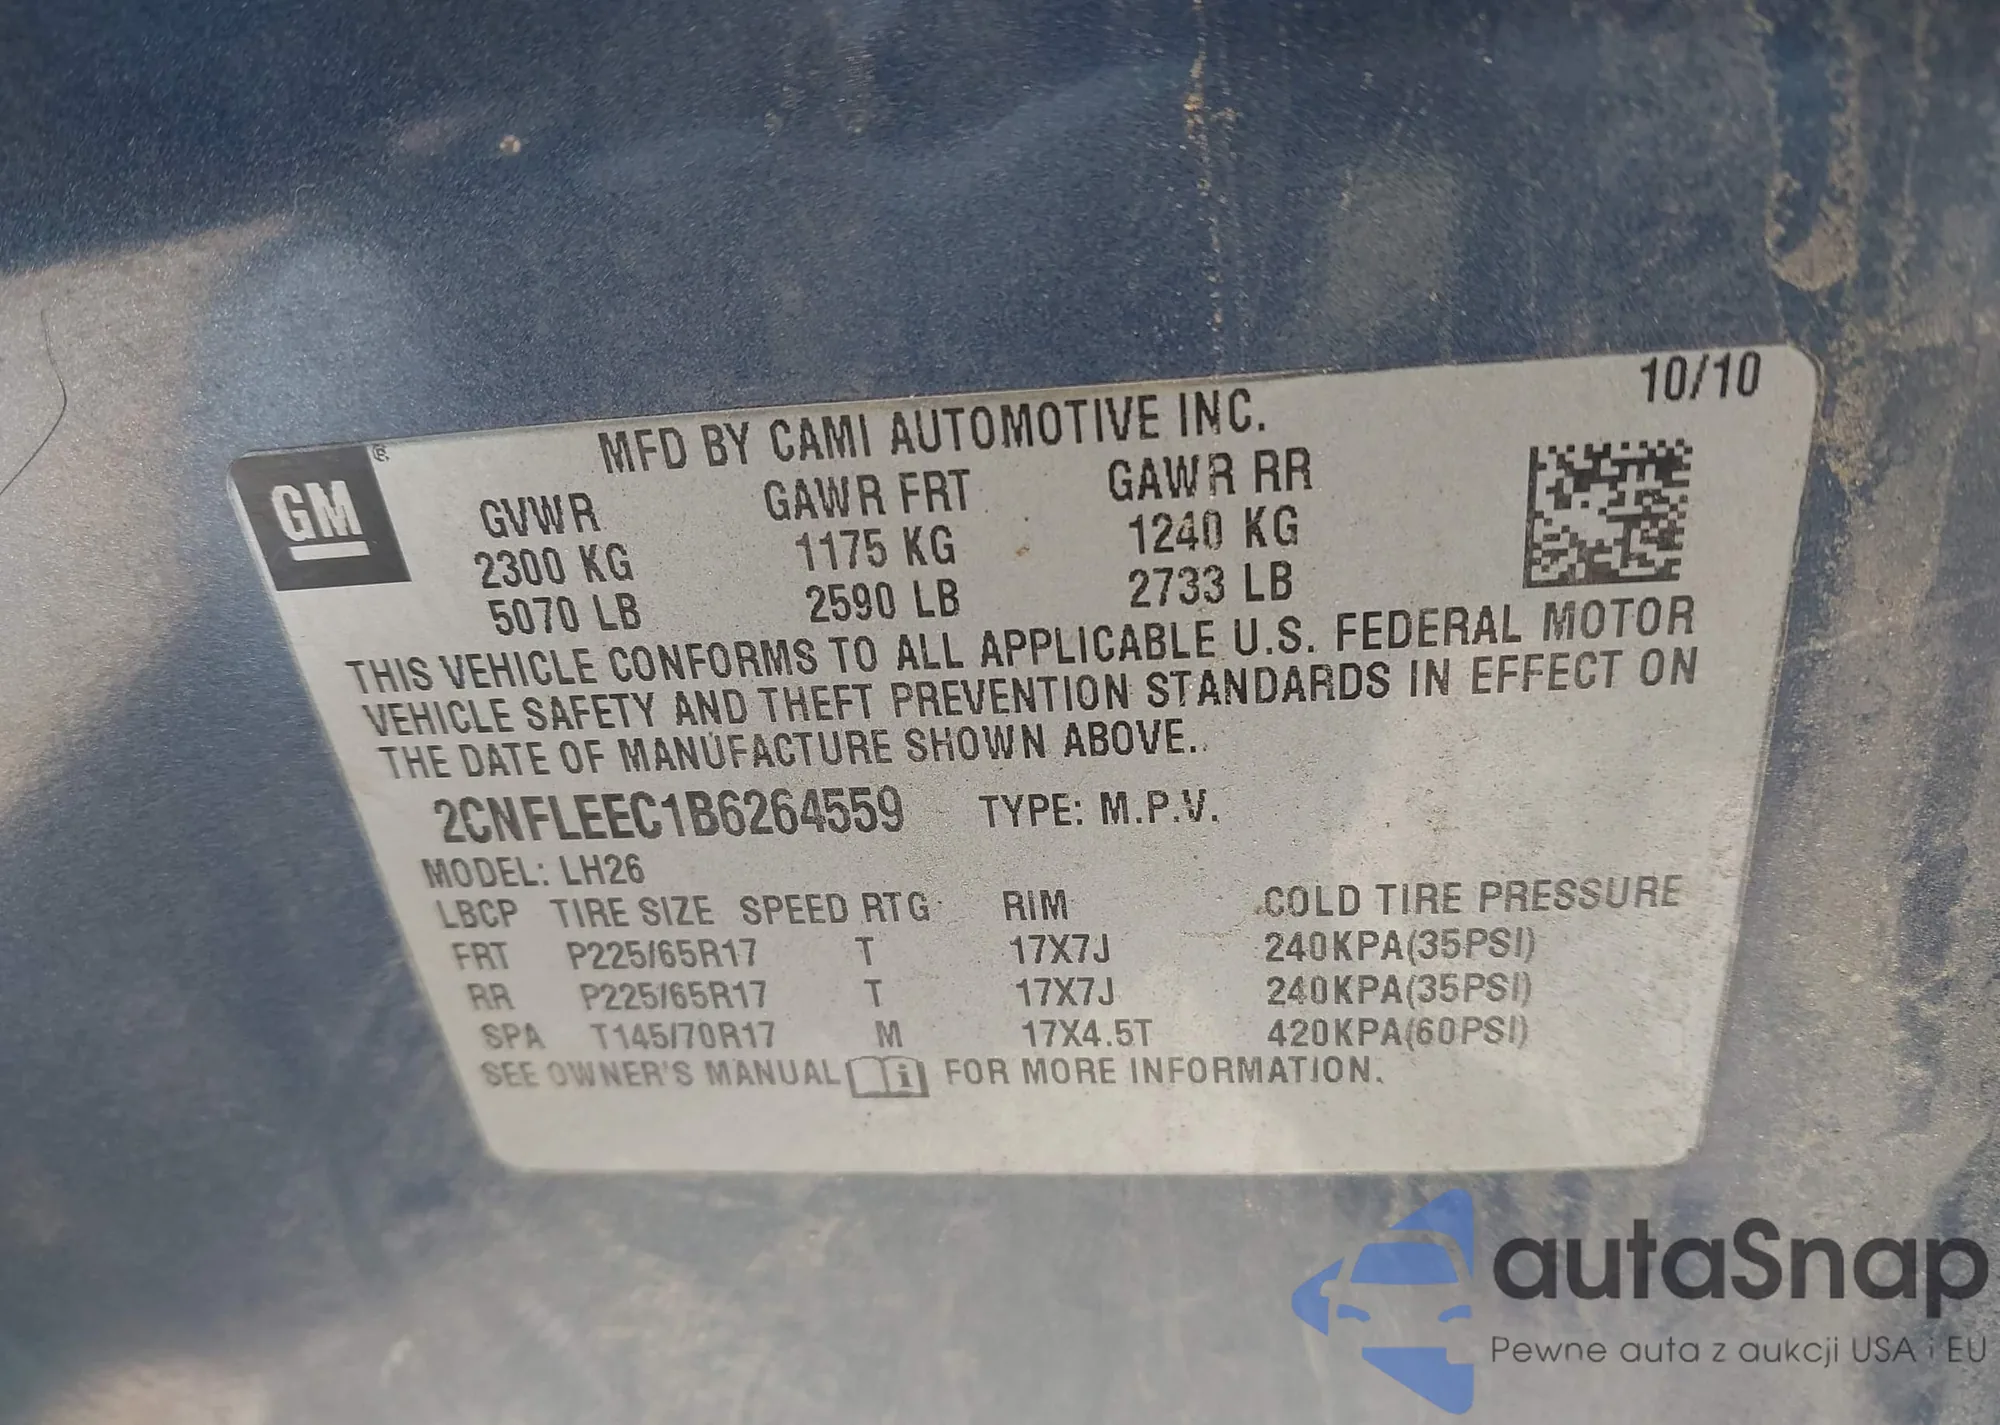 10/10
MFD BY CAMI AUTOMOTIVE INC.
GM ®
GVWR GAWR FRT GAWR RR
2300 KG 1175 KG 1240 KG
5070 LB 2590 LB 2733 LB
THIS VEHICLE CONFORMS TO ALL APPLICABLE U.S. FEDERAL MOTOR
VEHICLE SAFETY AND THEFT PREVENTION STANDARDS IN EFFECT ON
THE DATE OF MANUFACTURE SHOWN ABOVE.
2CNFLEEC1B6264559 TYPE: M.P.V.
MODEL: LH26
LBCP TIRE SIZE SPEED RTG RIM COLD TIRE PRESSURE
FRT P225/65R17 T 17X7J 240KPA(35PSI)
RR P225/65R17 T 17X7J 240KPA(35PSI)
SPA T145/70R17 M 17X4.5T 420KPA(60PSI)
SEE OWNER'S MANUAL i FOR MORE INFORMATION.
autaSnap
Pewne auta z aukcji USA i EU